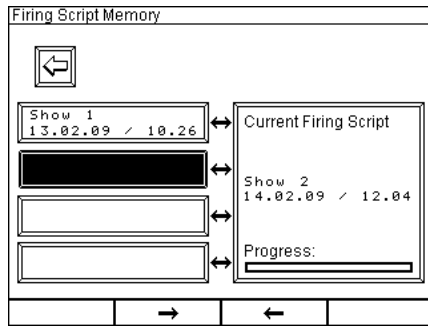 Firing Script Memory
Show 1
13.02.09 / 10.26
Current Firing Script
Show 2
14.02.09 / 12.04
Progress: